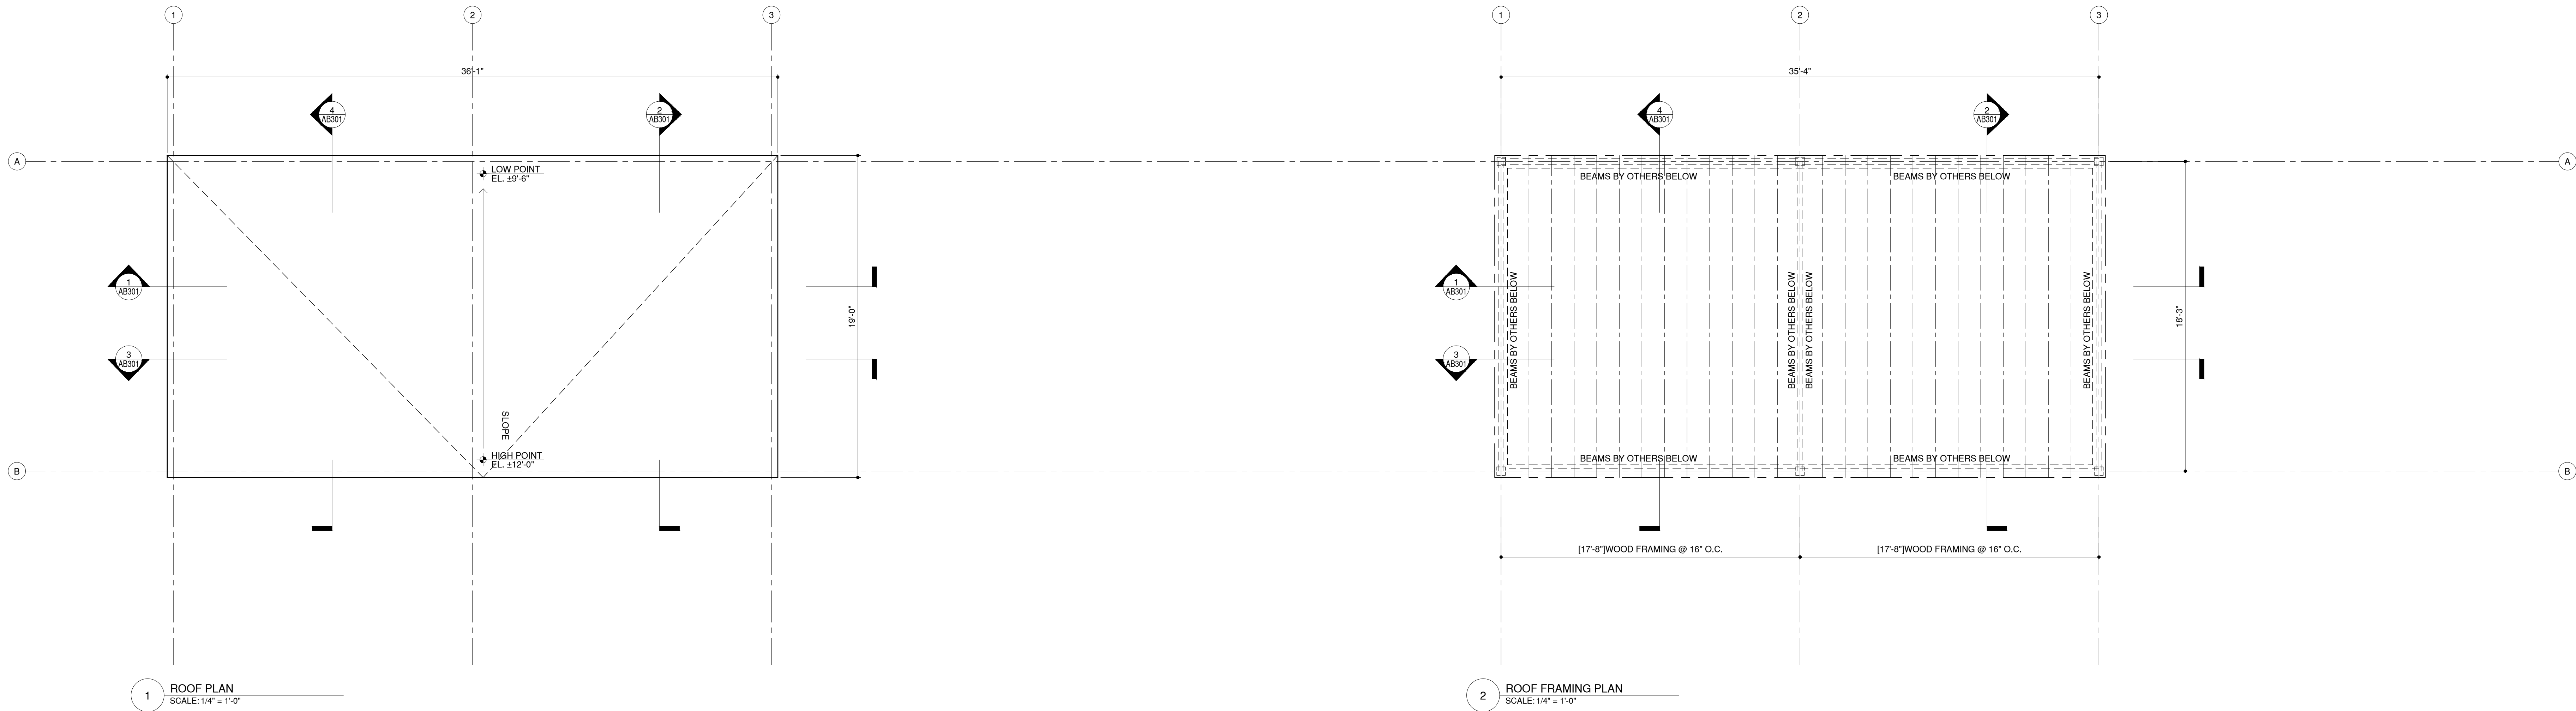 1
2
3
36'-1"
4
AB301
2
AB301
A
LOW POINT
EL. ±9'-6"
1
AB301
19'-0"
3
AB301
SLOPE
HIGH POINT
EL. ±12'-0"
B
1
ROOF PLAN
SCALE: 1/4" = 1'-0"
1
2
3
35'-4"
4
AB301
2
AB301
A
BEAMS BY OTHERS BELOW
BEAMS BY OTHERS BELOW
1
AB301
BEAMS BY OTHERS BELOW
BEAMS BY OTHERS BELOW
BEAMS BY OTHERS BELOW
BEAMS BY OTHERS BELOW
18'-3"
3
AB301
BEAMS BY OTHERS BELOW
BEAMS BY OTHERS BELOW
B
[17'-8"]WOOD FRAMING @ 16" O.C.
[17'-8"]WOOD FRAMING @ 16" O.C.
2
ROOF FRAMING PLAN
SCALE: 1/4" = 1'-0"